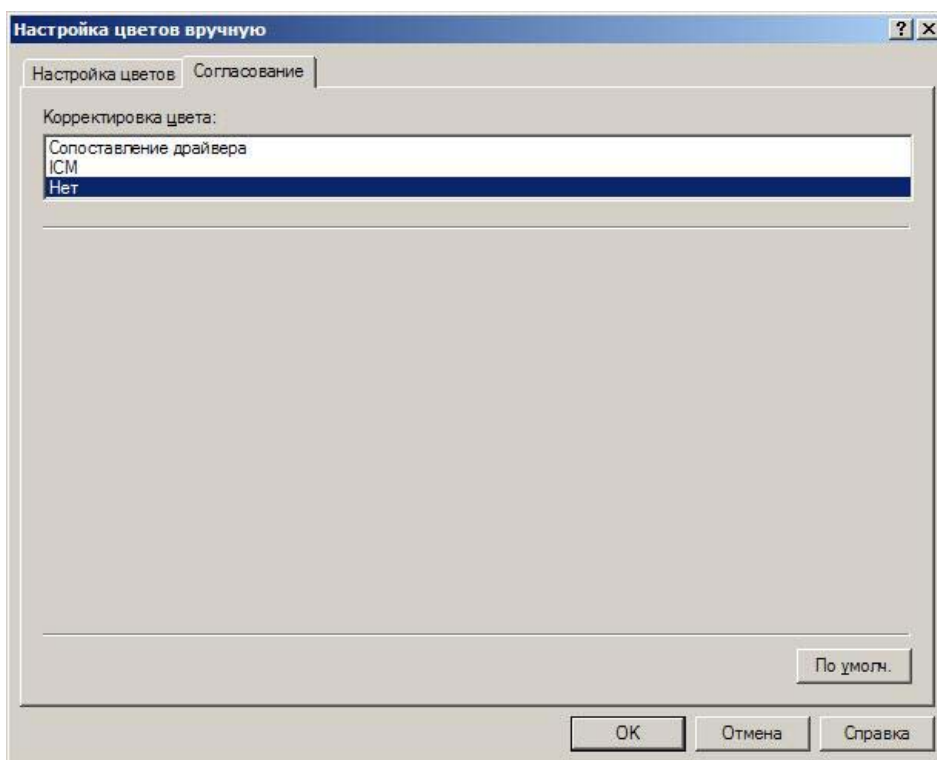 Настройка цветов вручную
Настройка цветов Согласование
Корректировка цвета:
Сопоставление драйвера
ICM
Нет
По умолч.
OK Отмена Справка